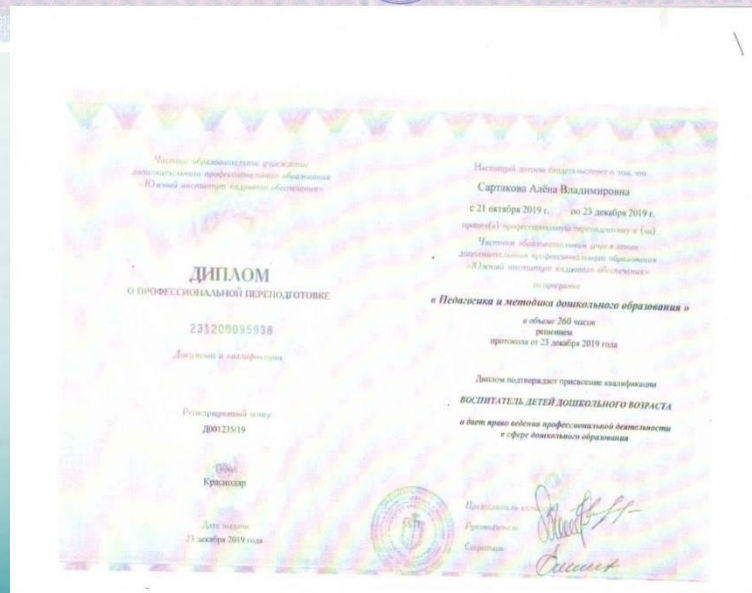 Частное образовательное учреждение
дополнительного профессионального образования
«Южный институт кадрового обеспечения»
ДИПЛОМ
О ПРОФЕССИОНАЛЬНОЙ ПЕРЕПОДГОТОВКЕ
231200095938
Документ о квалификации
Регистрационный номер
Д001235/19
Город
Краснодар
Дата выдачи
23 декабря 2019 года
Настоящий диплом свидетельствует о том, что
Сартакова Алёна Владимировна
с 21 октября 2019 г. по 23 декабря 2019 г.
прошел(а) профессиональную переподготовку в (на)
Частном образовательном учреждении
дополнительного профессионального образования
«Южный институт кадрового обеспечения»
по программе
« Педагогика и методика дошкольного образования »
в объеме 260 часов
решением
протокола от 23 декабря 2019 года
Диплом подтверждает присвоение квалификации
ВОСПИТАТЕЛЬ ДЕТЕЙ ДОШКОЛЬНОГО ВОЗРАСТА
и дает право ведения профессиональной деятельности
в сфере дошкольного образования
Председатель
Руководитель
Секретарь